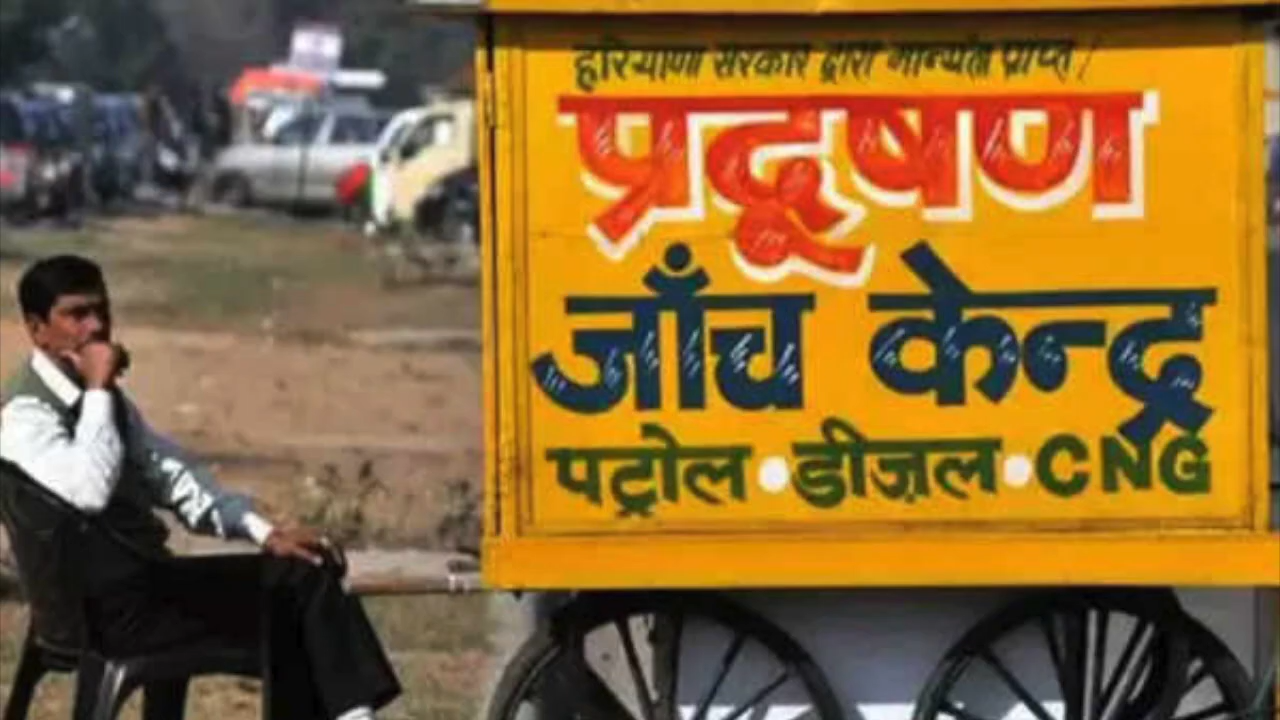 हरियाणा सरकार द्वारा मान्यता प्राप्त /
प्रदूषण
जाँच केन्द्र
पट्रोल • डीज़ल • CNG